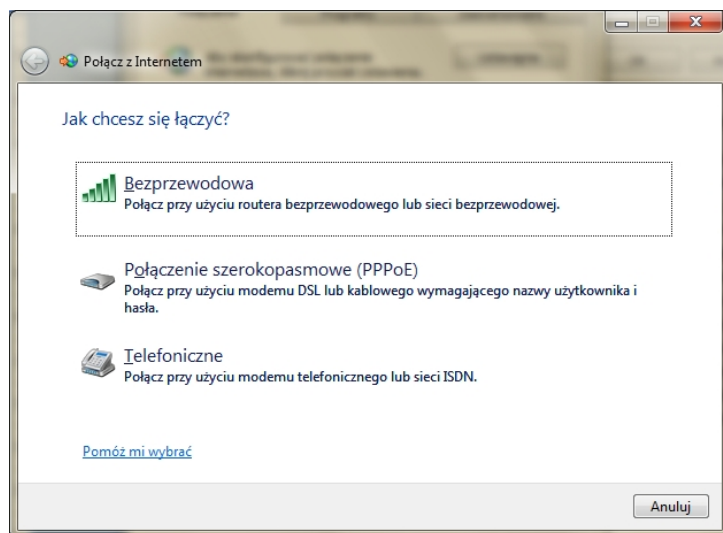 Połącz z Internetem
Jak chcesz się łączyć?
Bezprzewodowa
Połącz przy użyciu routera bezprzewodowego lub sieci bezprzewodowej.
Połączenie szerokopasmowe (PPPoE)
Połącz przy użyciu modemu DSL lub kablowego wymagającego nazwy użytkownika i
hasła.
Telefoniczne
Połącz przy użyciu modemu telefonicznego lub sieci ISDN.
Pomóż mi wybrać
Anuluj